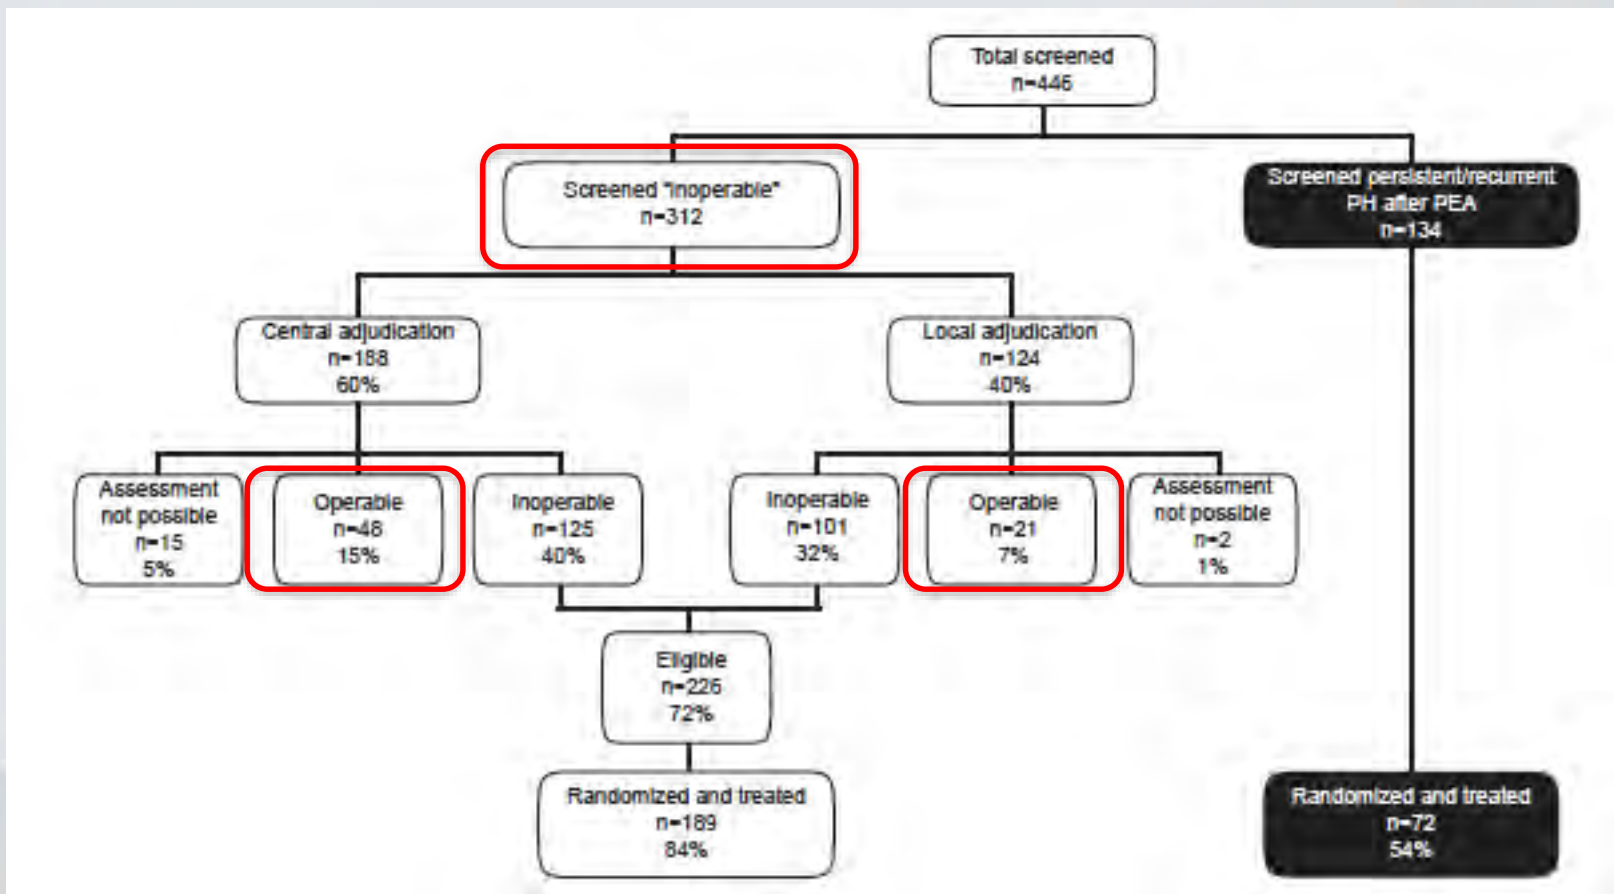 Total screened
n=446
Screened "inoperable"
n=312
Screened persistent/recurrent
PH after PEA
n=134
Central adjudication
n=188
60%
Local adjudication
n=124
40%
Assessment
not possible
n=15
5%
Operable
n=48
15%
Inoperable
n=125
40%
Inoperable
n=101
32%
Operable
n=21
7%
Assessment
not possible
n=2
1%
Eligible
n=226
72%
Randomized and treated
n=189
84%
Randomized and treated
n=72
54%